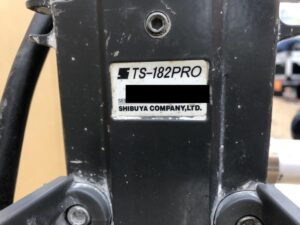 TS-182PRO
SHIBUYA COMPANY,LTD.